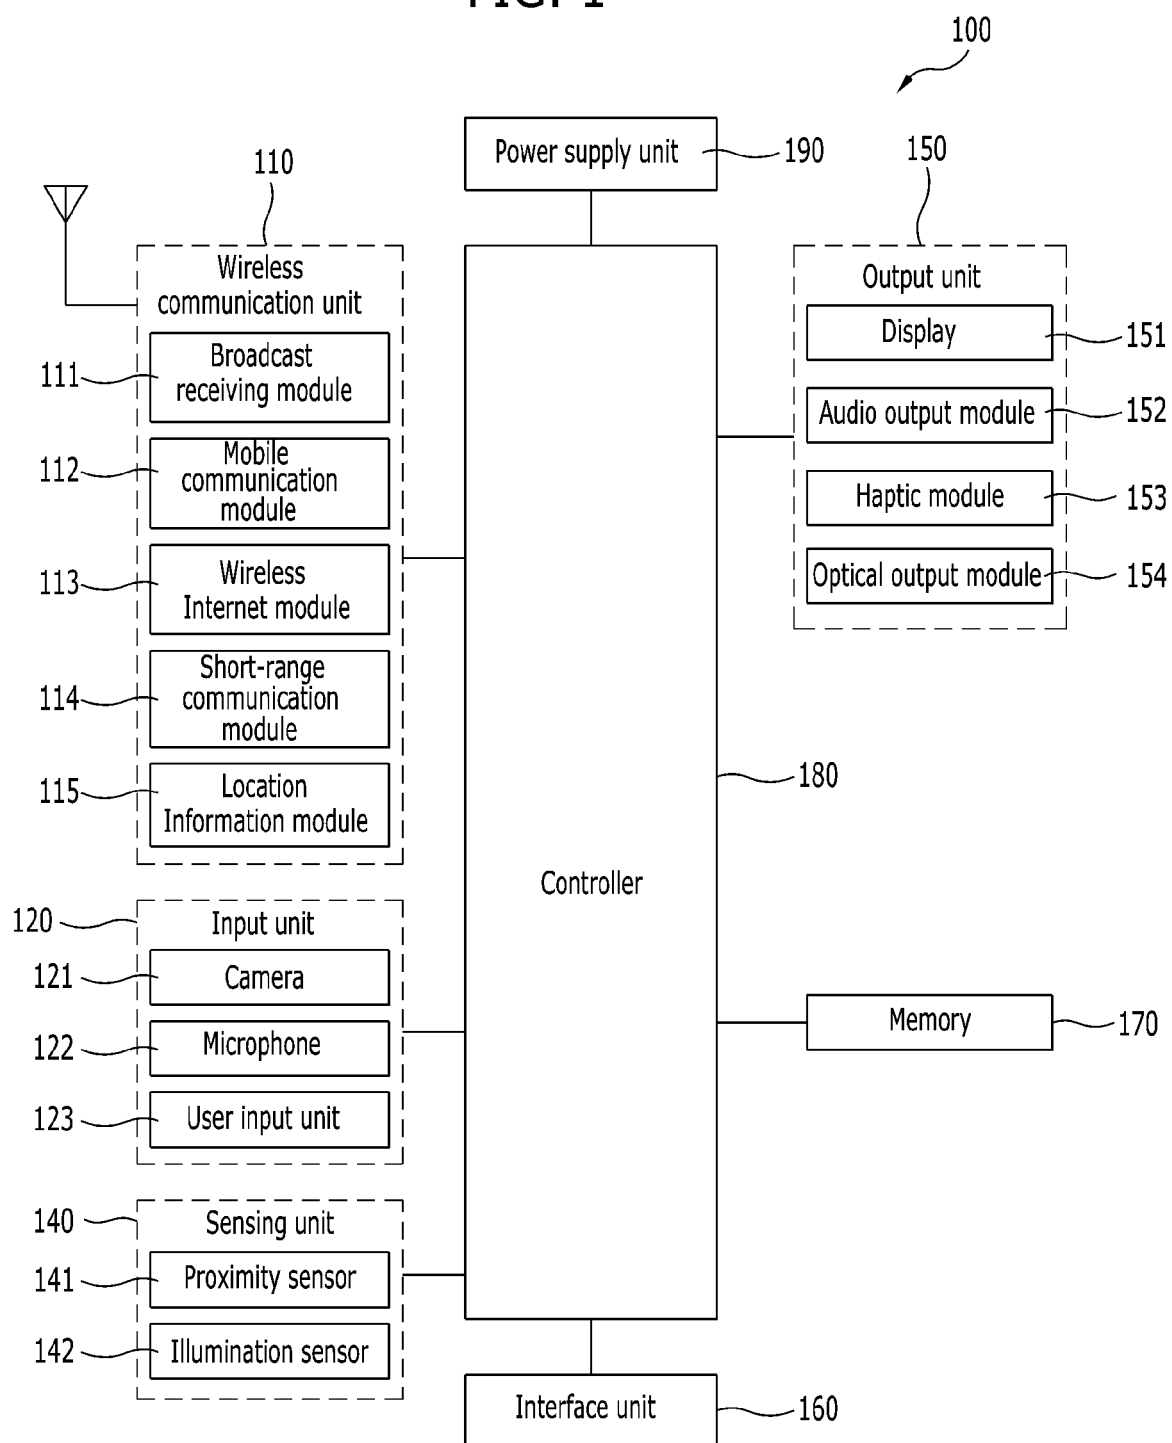 FIG. 1
100
Power supply unit
190
150
110
Wireless
communication unit
Output unit
Display
151
Broadcast
receiving module
111
Audio output module
152
Mobile
communication
module
112
Haptic module
153
Wireless
Internet module
113
Optical output module
154
Short-range
communication
module
114
180
Location
Information module
115
Controller
120
Input unit
121
Camera
122
Microphone
Memory
170
123
User input unit
140
Sensing unit
141
Proximity sensor
142
Illumination sensor
Interface unit
160